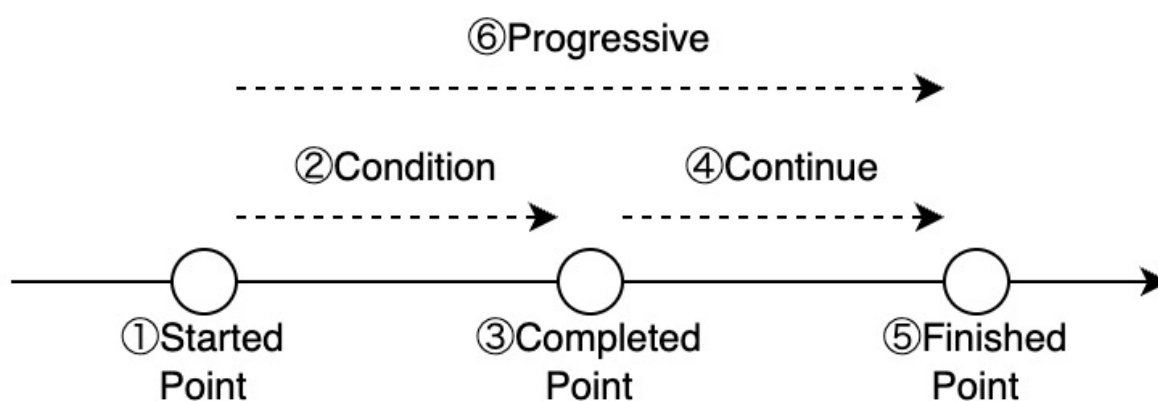 ⑥Progressive
②Condition
④Continue
①Started
Point
③Completed
Point
⑤Finished
Point